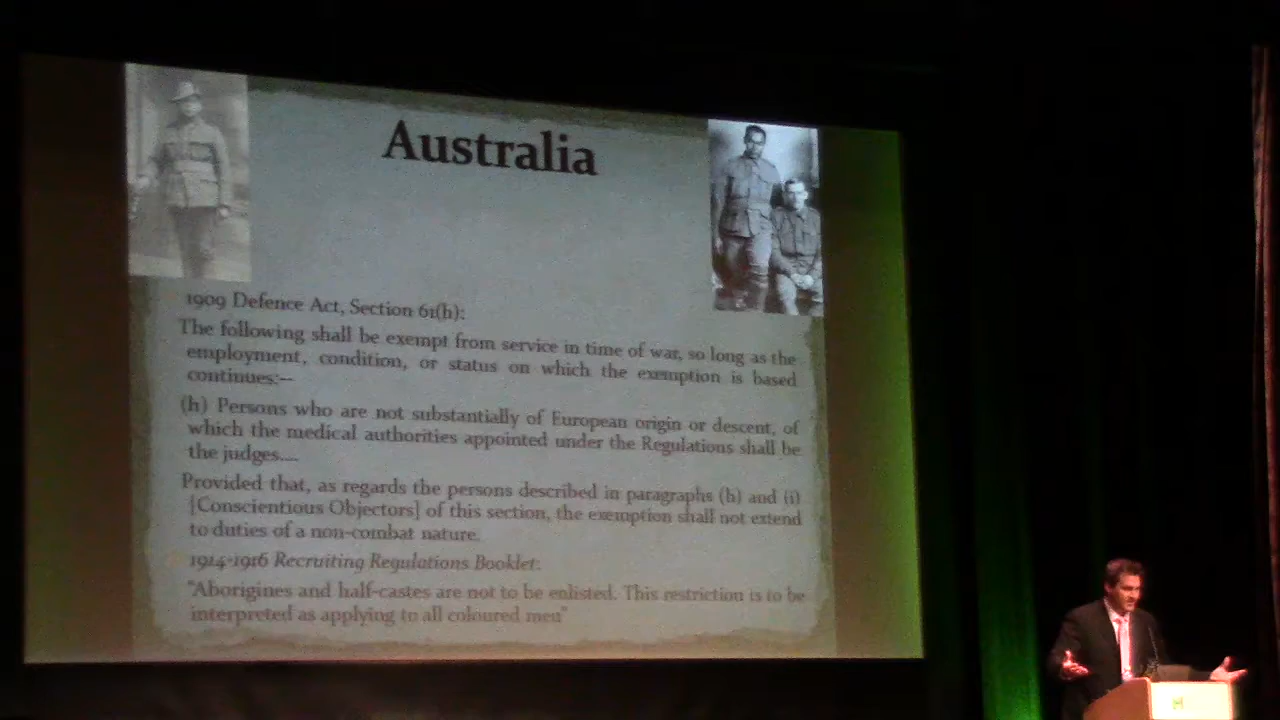 Australia
1909 Defence Act, Section 61(h):
The following shall be exempt from service in time of war, so long as the
employment, condition, or status on which the exemption is based
continues:--
(h) Persons who are not substantially of European origin or descent, of
which the medical authorities appointed under the Regulations shall be
the judges....
Provided that, as regards the persons described in paragraphs (h) and (i)
[Conscientious Objectors] of this section, the exemption shall not extend
to duties of a non-combat nature.
1914-1916 Recruiting Regulations Booklet:
"Aborigines and half-castes are not to be enlisted. This restriction is to be
interpreted as applying to all coloured men"
H